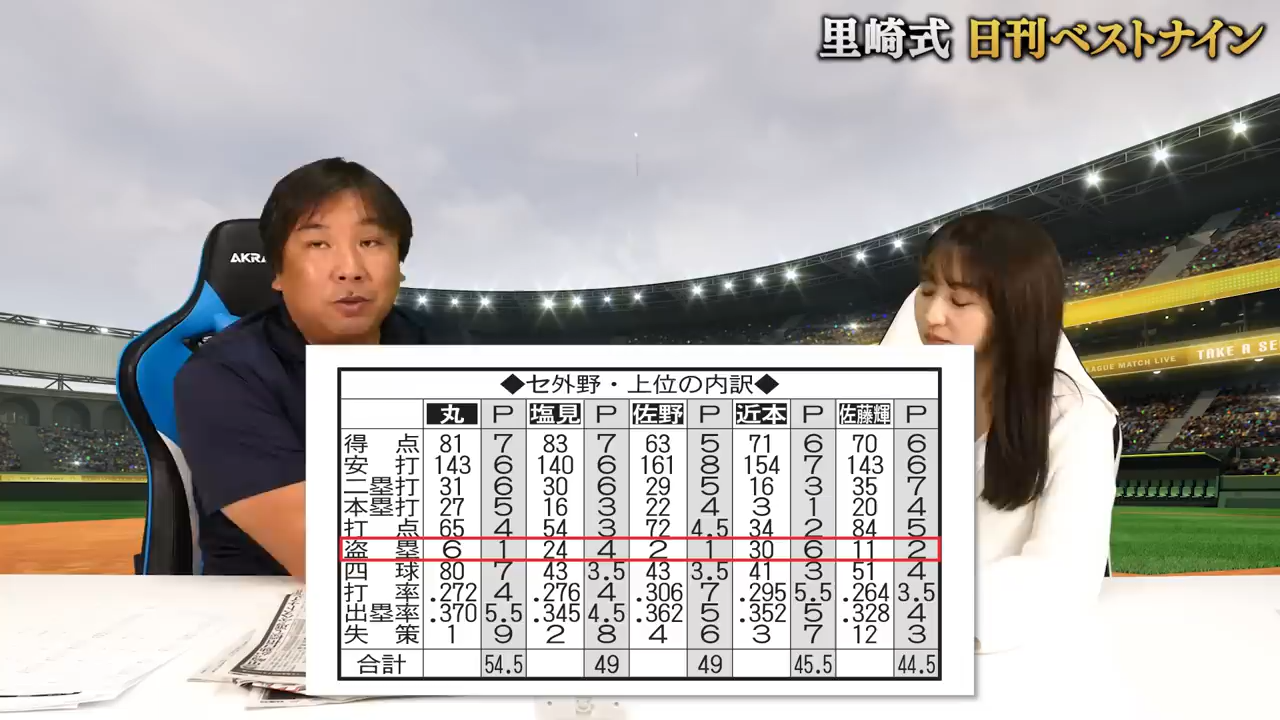 里崎式 日刊ベストナイン
AKRA
LEAGUE MATCH LIVE
TAKE A SE
◆セ外野・上位の内訳◆
丸 P 塩見 P 佐野 P 近本 P 佐藤輝 P
得点 81 7 83 7 63 5 71 6 70 6
安打 143 6 140 6 161 8 154 7 143 6
二塁打 31 6 30 6 29 5 16 3 35 7
本塁打 27 5 16 3 22 4 3 1 20 4
打点 65 4 54 3 72 4.5 34 2 84 5
盗塁 6 1 24 4 2 1 30 6 11 2
四球 80 7 43 3.5 43 3.5 41 3 51 4
打率 .272 4 .276 4 .306 7 .295 5.5 .264 3.5
出塁率 .370 5.5 .345 4.5 .362 5 .352 5 .328 4
失策 1 9 2 8 4 6 3 7 12 3
合計 54.5 49 49 45.5 44.5